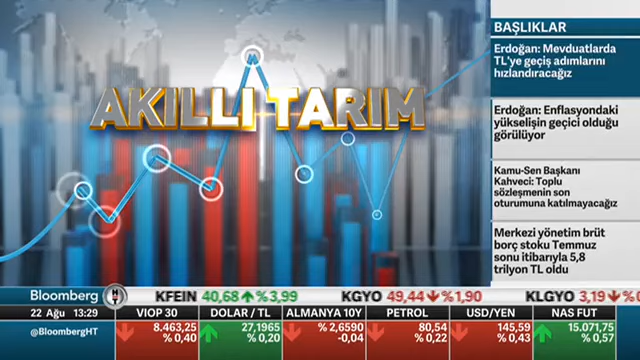 AKILLI TARIM
BAŞLIKLAR
Erdoğan: Mevduatlarda
TL'ye geçiş adımlarını
hızlandıracağız
Erdoğan: Enflasyondaki
yükselişin geçici olduğu
görülüyor
Kamu-Sen Başkanı
Kahveci: Toplu
sözleşmenin son
oturumuna katılmayacağız
Merkezi yönetim brüt
borç stoku Temmuz
sonu itibarıyla 5,8
trilyon TL oldu
Bloomberg HT KFEIN 40,68 %3,99 KGYO 49,44 %1,90 KLGYO 3,19 %0
22 Ağu 13:29 VIOP 30 DOLAR / TL ALMANYA 10Y PETROL USD/YEN NAS FUT
@BloombergHT 8.463,25 27,1965 % 2,6590 80,54 145,59 15.071,75
% 0,40 % 0,20 -0,04 % 0,22 % 0,43 % 0,57